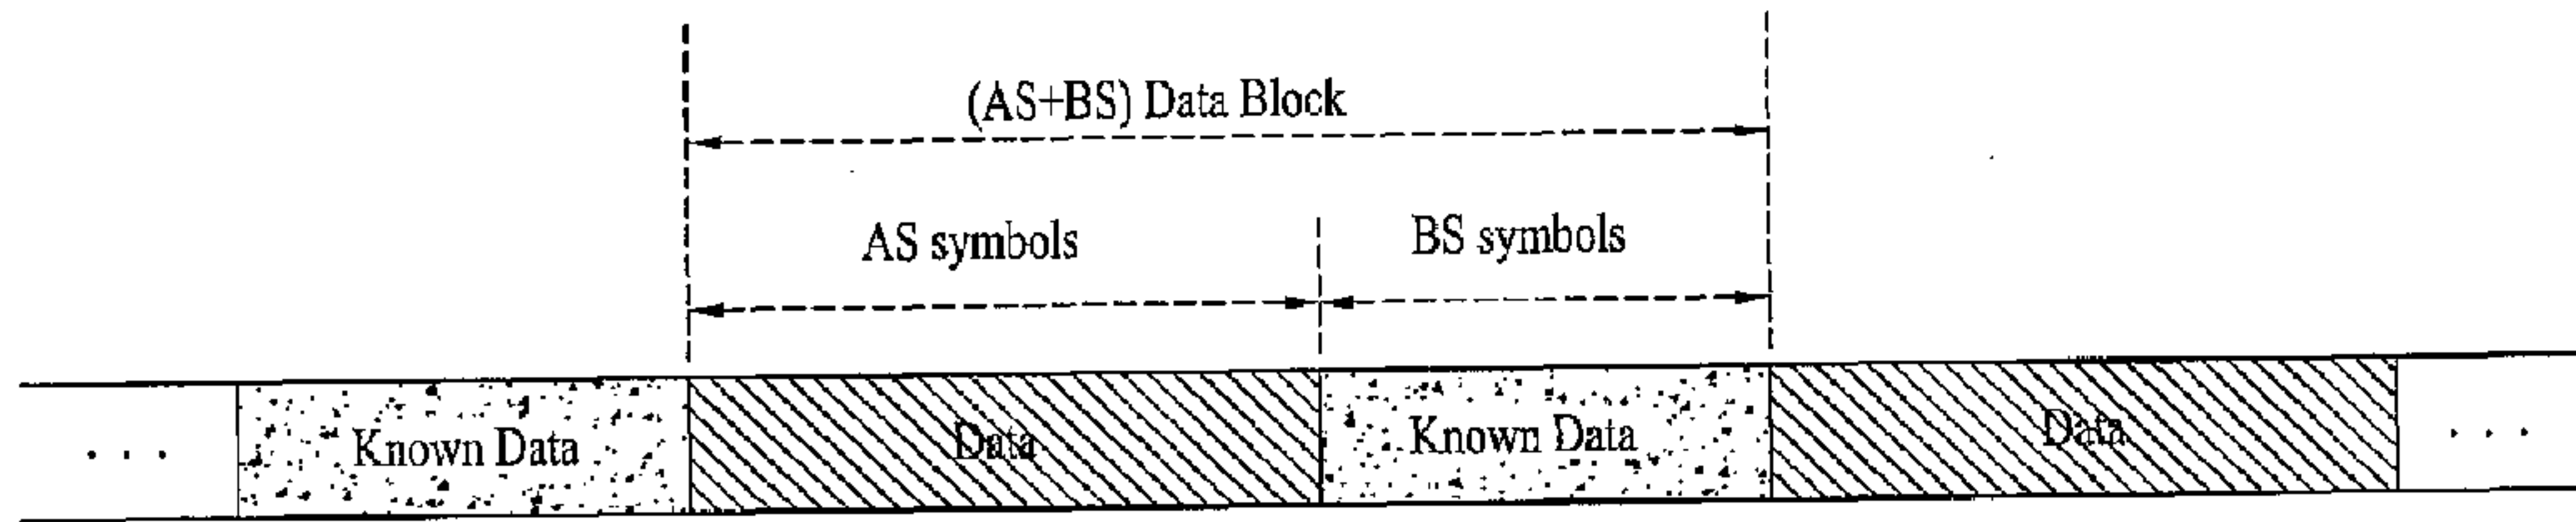 (AS+BS) Data Block
AS symbols BS symbols
. . . Known Data Data Known Data Data . . .